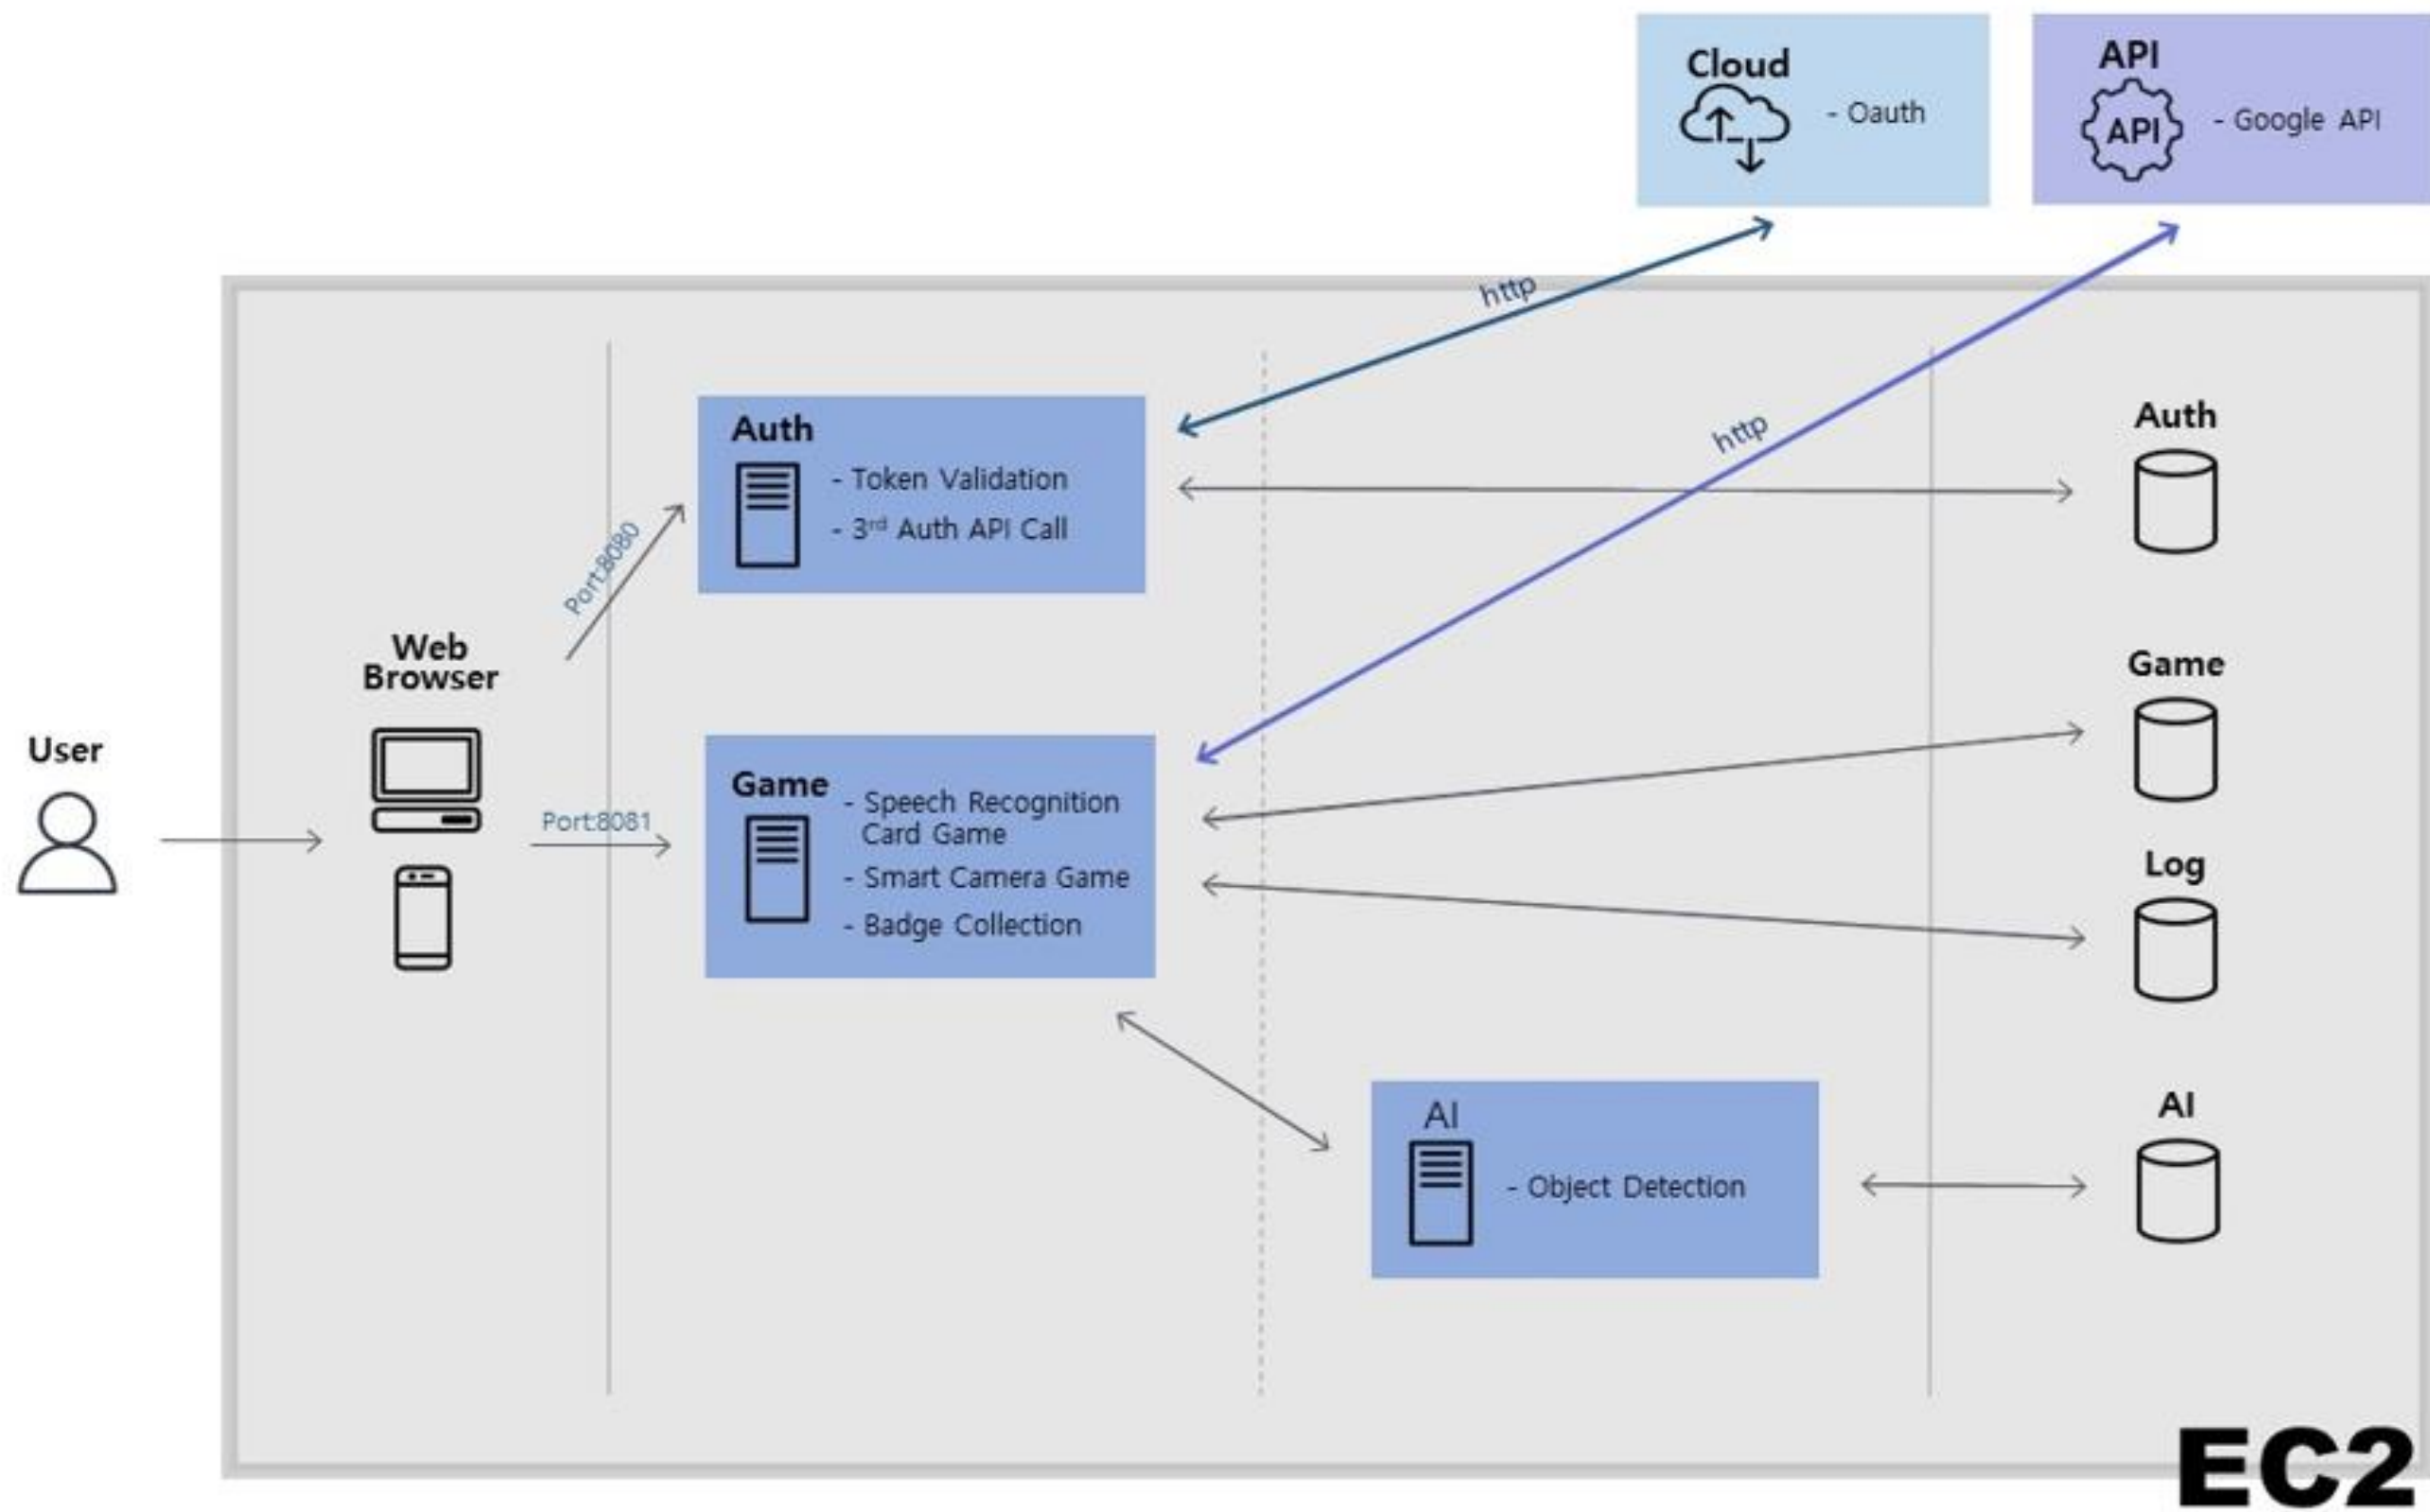 Cloud
- Oauth
API
API
- Google API
http
http
Auth
- Token Validation
- 3rd Auth API Call
Port:8080
Auth
Web
Browser
User
Port:8081
Game
- Speech Recognition
Card Game
- Smart Camera Game
- Badge Collection
Game
Log
AI
- Object Detection
AI
EC2